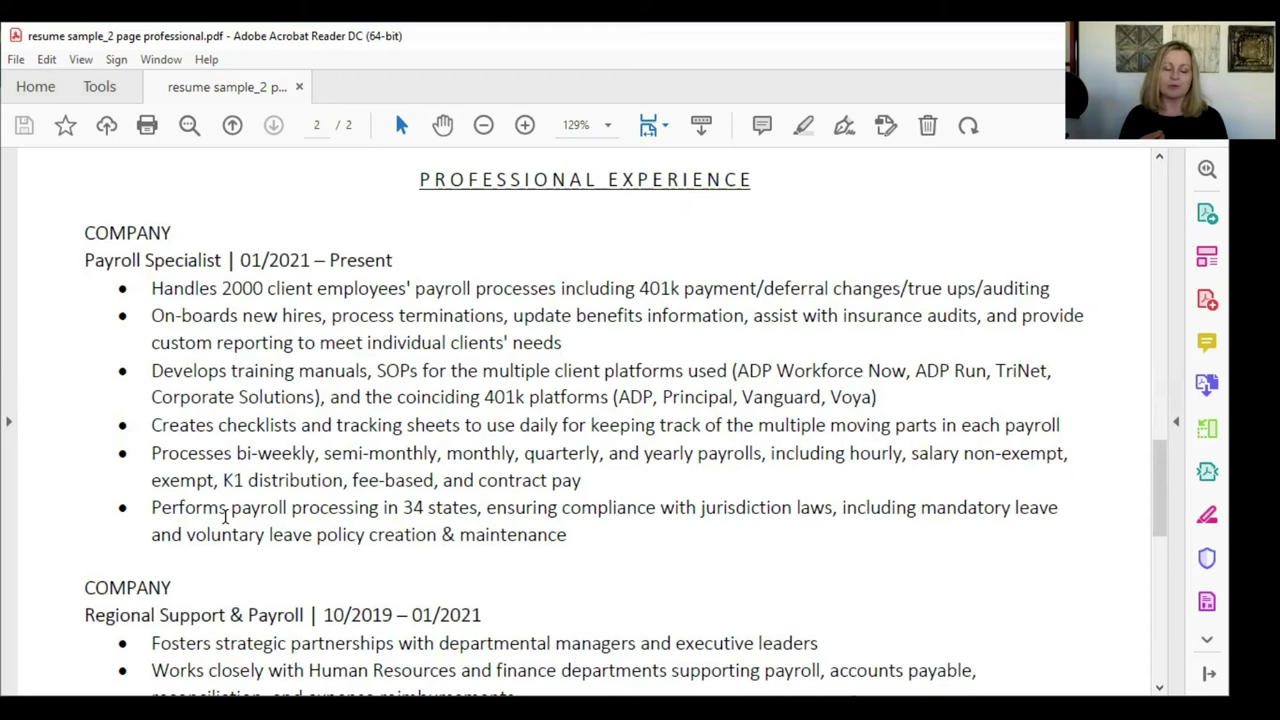 resume sample_2 page professional.pdf - Adobe Acrobat Reader DC (64-bit)
File Edit View Sign Window Help
Home Tools resume sample_2 p... ×
2 / 2 129%
PROFESSIONAL EXPERIENCE
COMPANY
Payroll Specialist | 01/2021 – Present
• Handles 2000 client employees' payroll processes including 401k payment/deferral changes/true ups/auditing
• On-boards new hires, process terminations, update benefits information, assist with insurance audits, and provide
custom reporting to meet individual clients' needs
• Develops training manuals, SOPs for the multiple client platforms used (ADP Workforce Now, ADP Run, TriNet,
Corporate Solutions), and the coinciding 401k platforms (ADP, Principal, Vanguard, Voya)
• Creates checklists and tracking sheets to use daily for keeping track of the multiple moving parts in each payroll
• Processes bi-weekly, semi-monthly, monthly, quarterly, and yearly payrolls, including hourly, salary non-exempt,
exempt, K1 distribution, fee-based, and contract pay
• Performs payroll processing in 34 states, ensuring compliance with jurisdiction laws, including mandatory leave
and voluntary leave policy creation & maintenance
COMPANY
Regional Support & Payroll | 10/2019 – 01/2021
• Fosters strategic partnerships with departmental managers and executive leaders
• Works closely with Human Resources and finance departments supporting payroll, accounts payable,
reconciliation, and expense reimbursements